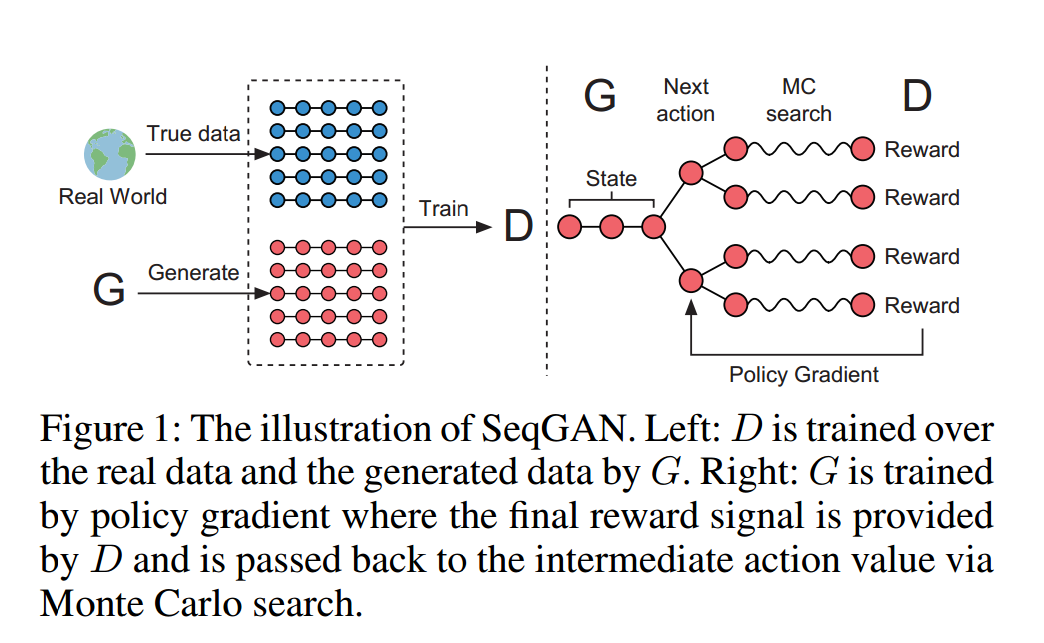 True data
Real World
G
Generate
Train
D
G
Next
action
MC
search
D
State
Reward
Reward
Reward
Reward
Policy Gradient
Figure 1: The illustration of SeqGAN. Left: D is trained over
the real data and the generated data by G. Right: G is trained
by policy gradient where the final reward signal is provided
by D and is passed back to the intermediate action value via
Monte Carlo search.